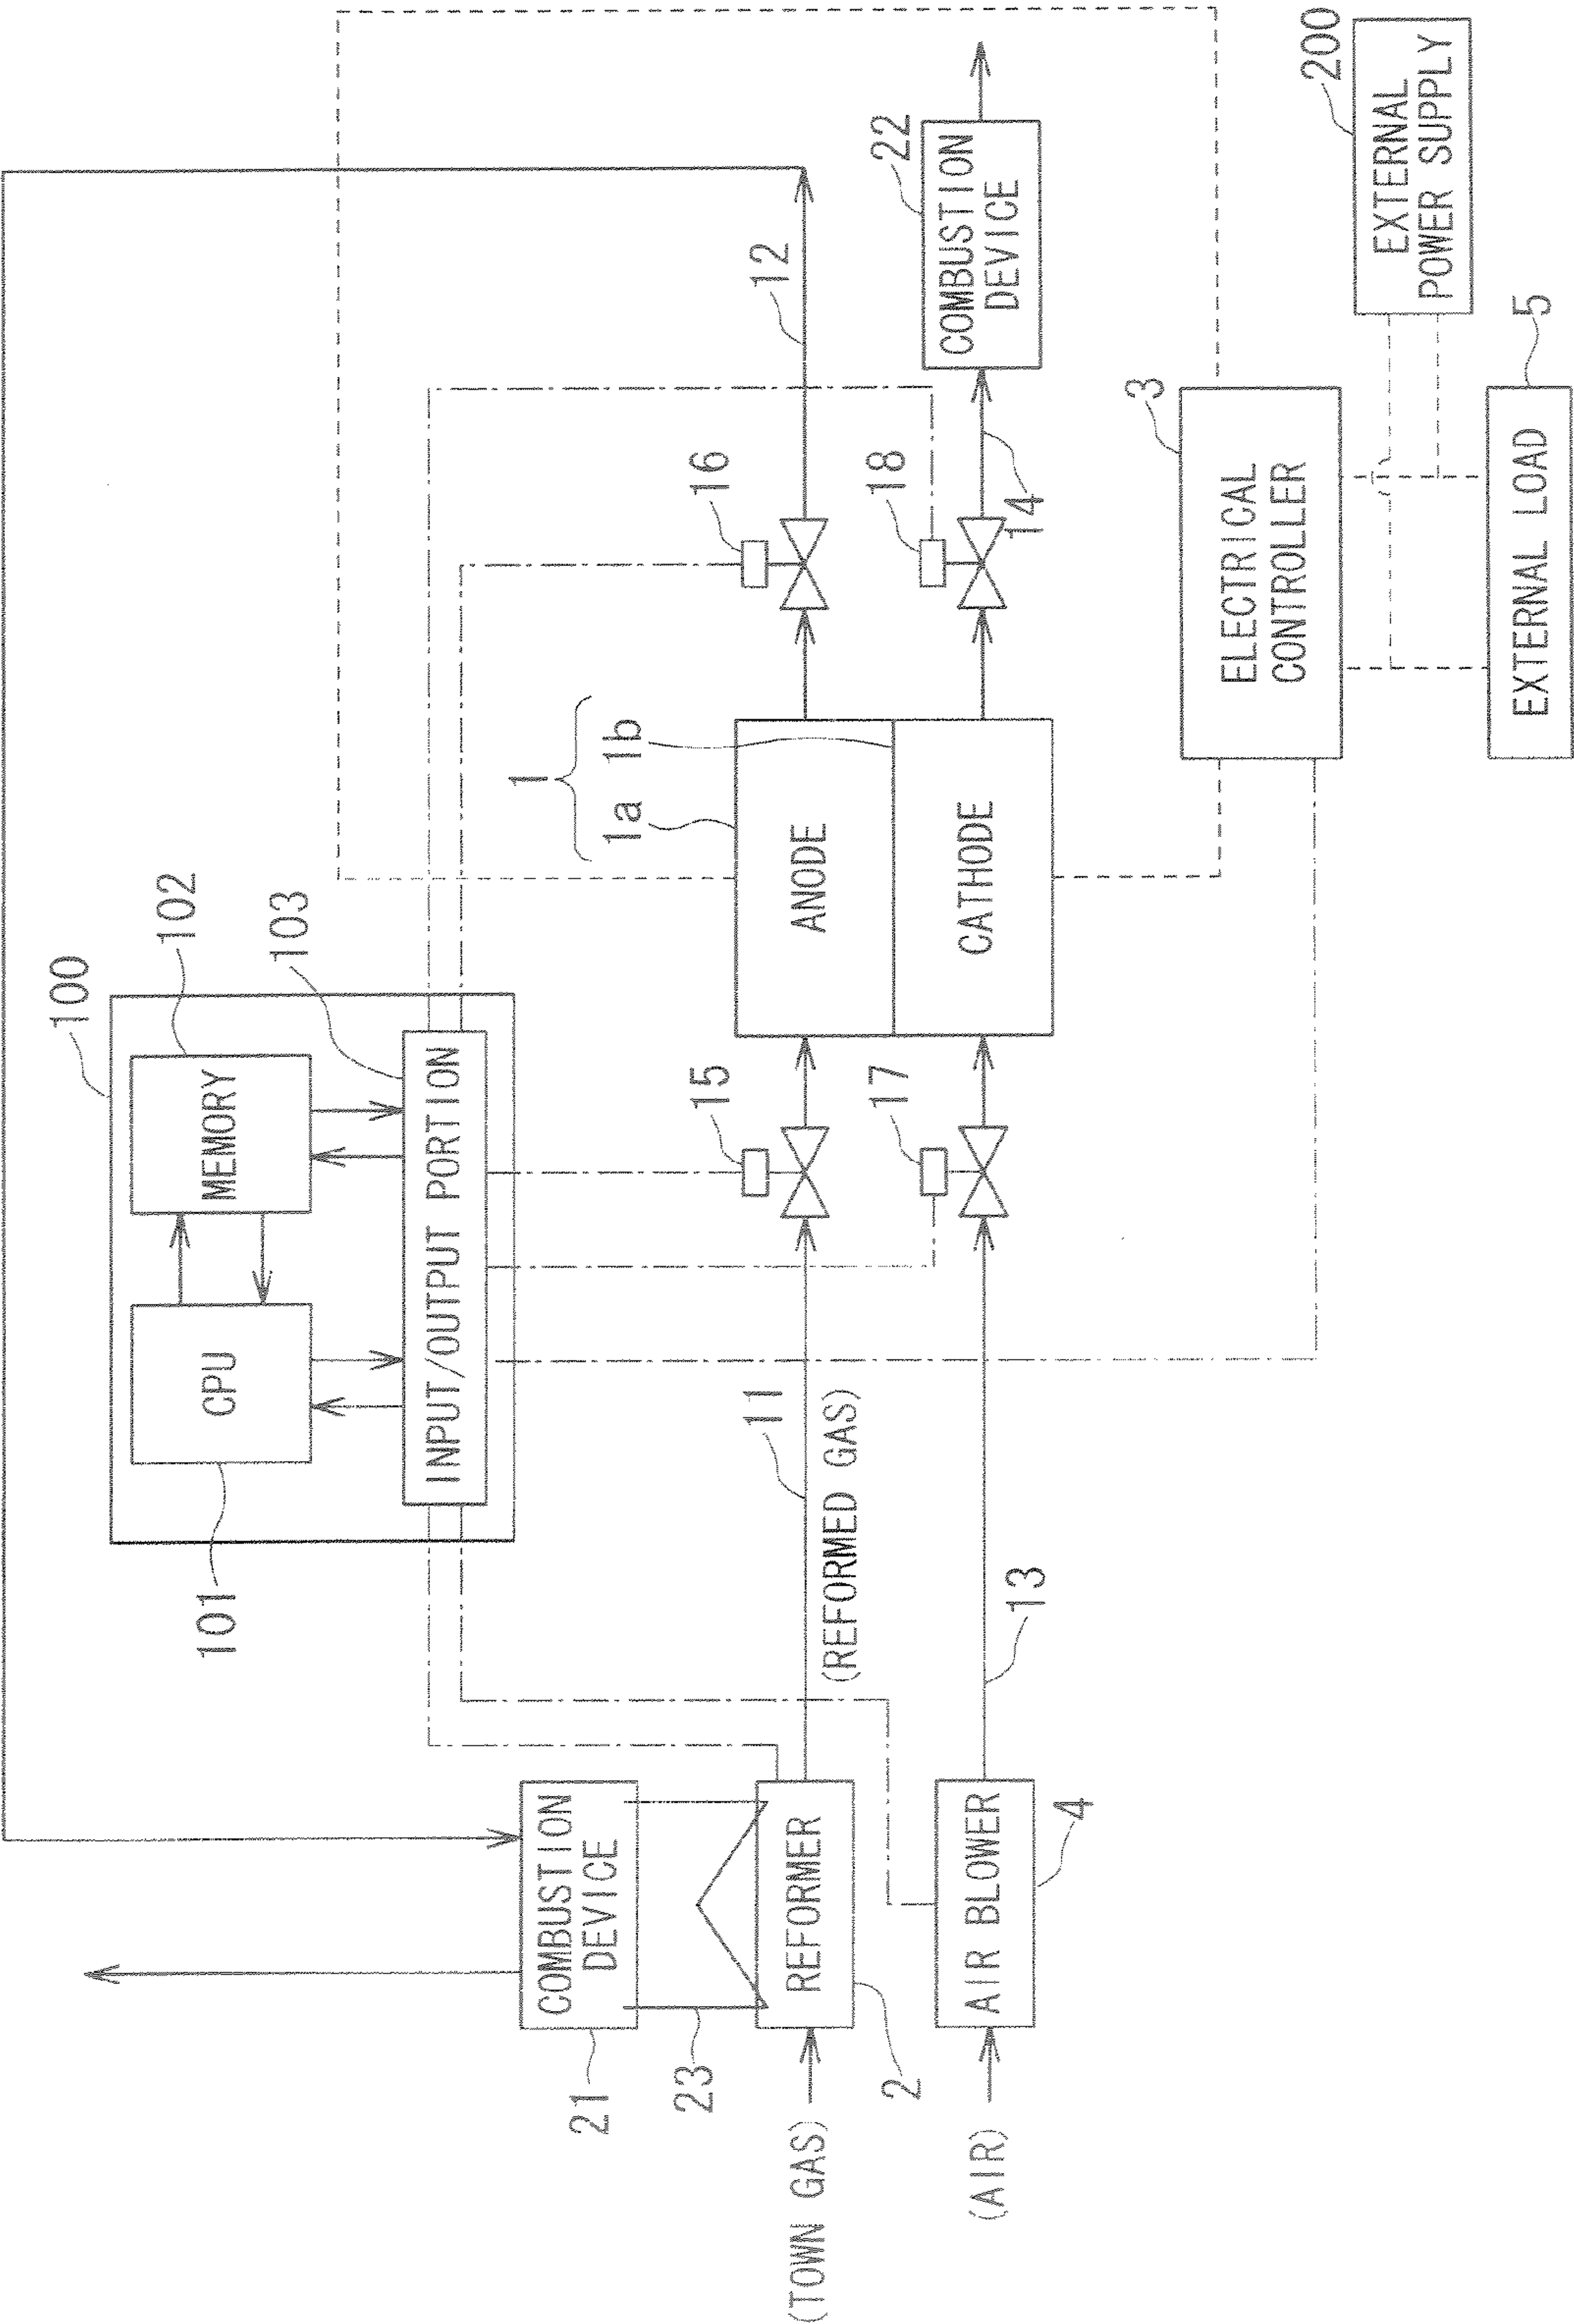 100
101
CPU
MEMORY
102
INPUT/OUTPUT PORTION
103
21
COMBUSTION
DEVICE
23
(TOWN GAS)
REFORMER
2
11
(REFORMED GAS)
15
1
1a
1b
ANODE
16
12
(AIR)
AIR BLOWER
4
13
17
CATHODE
18
14
22
COMBUSTION
DEVICE
3
ELECTRICAL
CONTROLLER
200
EXTERNAL
POWER SUPPLY
5
EXTERNAL LOAD